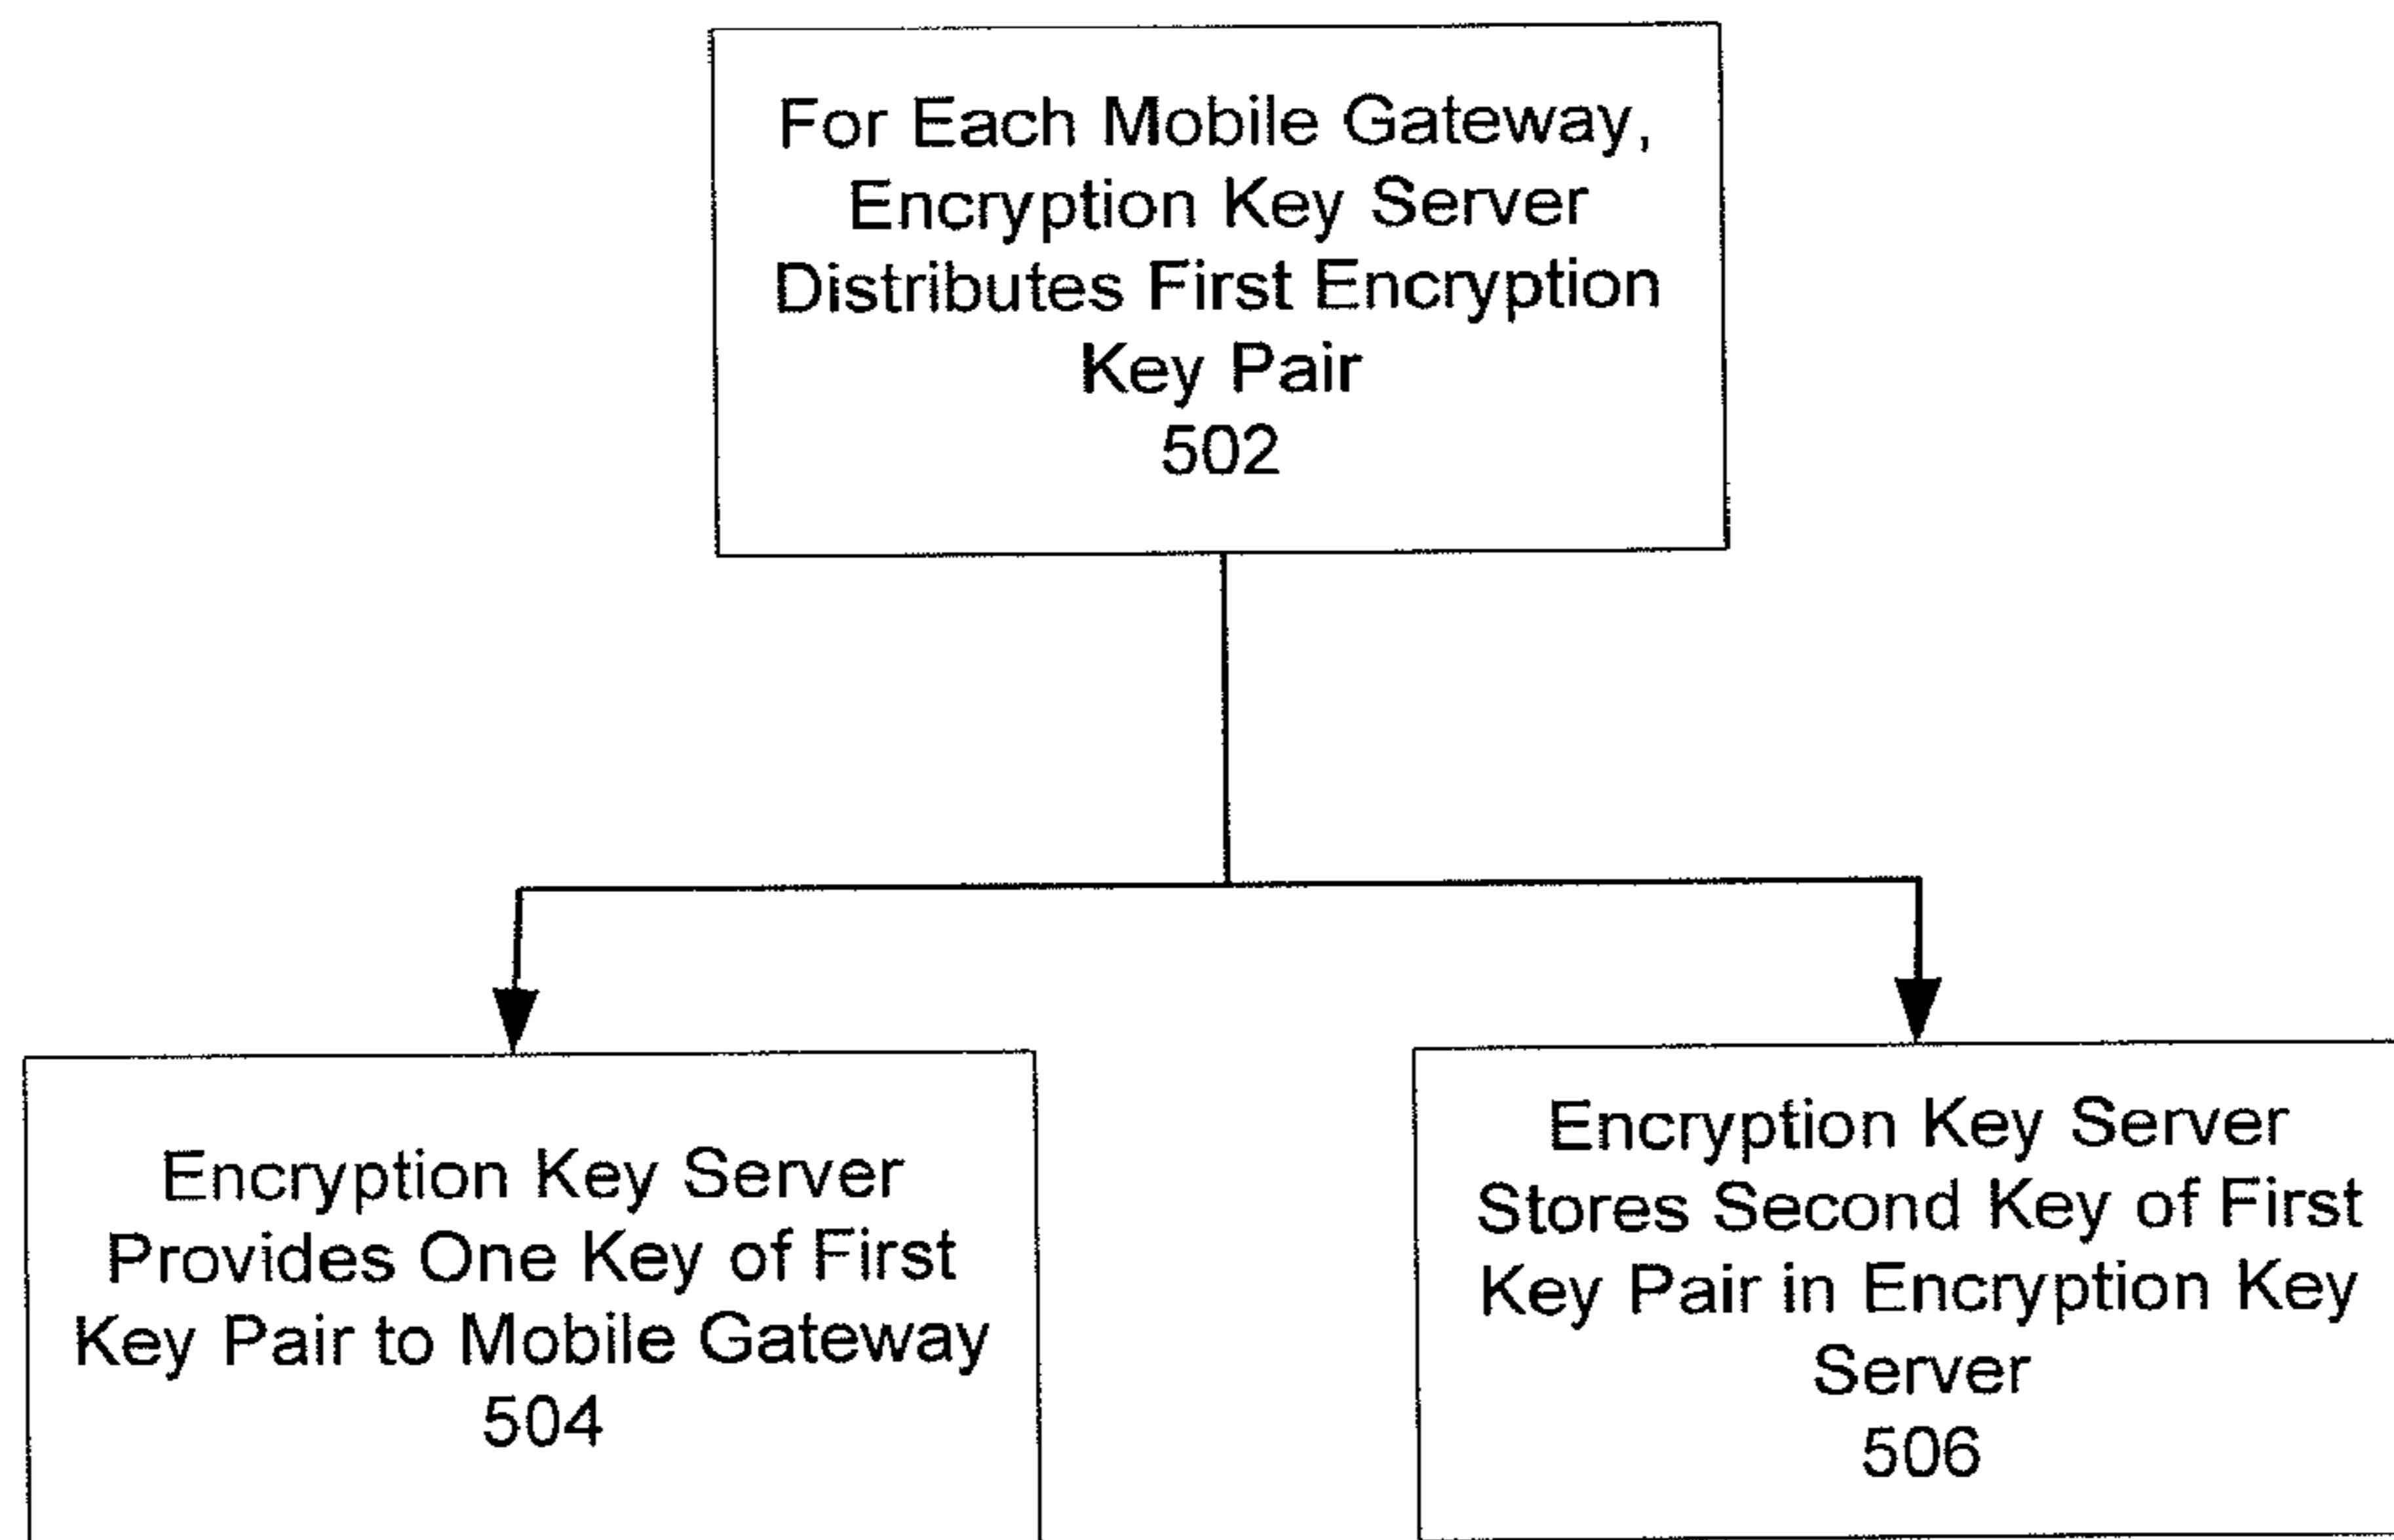 For Each Mobile Gateway,
Encryption Key Server
Distributes First Encryption
Key Pair
502
Encryption Key Server
Provides One Key of First
Key Pair to Mobile Gateway
504
Encryption Key Server
Stores Second Key of First
Key Pair in Encryption Key
Server
506